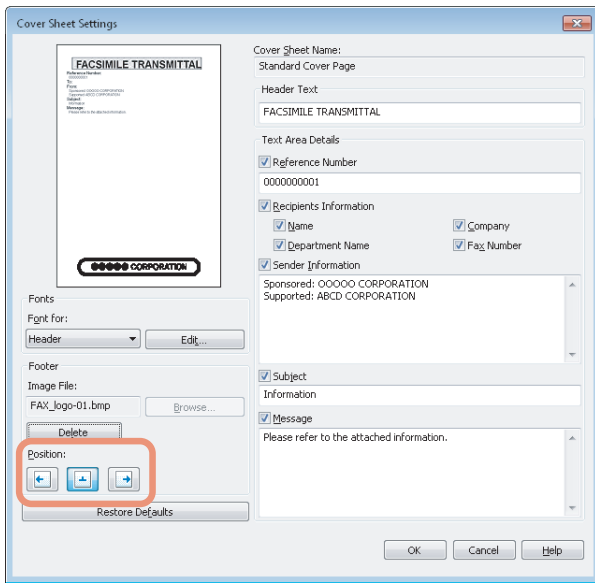 Cover Sheet Settings
FACSIMILE TRANSMITTAL
Reference Number:
0000000001
To:
From:
Sponsored: OOOOO CORPORATION
Supported: ABCD CORPORATION
Subject:
Information
Message:
Please refer to the attached information.
OOOOO CORPORATION
Fonts
Font for:
Header
Edit...
Footer
Image File:
FAX_logo-01.bmp
Browse...
Delete
Position:
Restore Defaults
Cover Sheet Name:
Standard Cover Page
Header Text
FACSIMILE TRANSMITTAL
Text Area Details
Reference Number
0000000001
Recipients Information
Name
Company
Department Name
Fax Number
Sender Information
Sponsored: OOOOO CORPORATION
Supported: ABCD CORPORATION
Subject
Information
Message
Please refer to the attached information.
OK
Cancel
Help